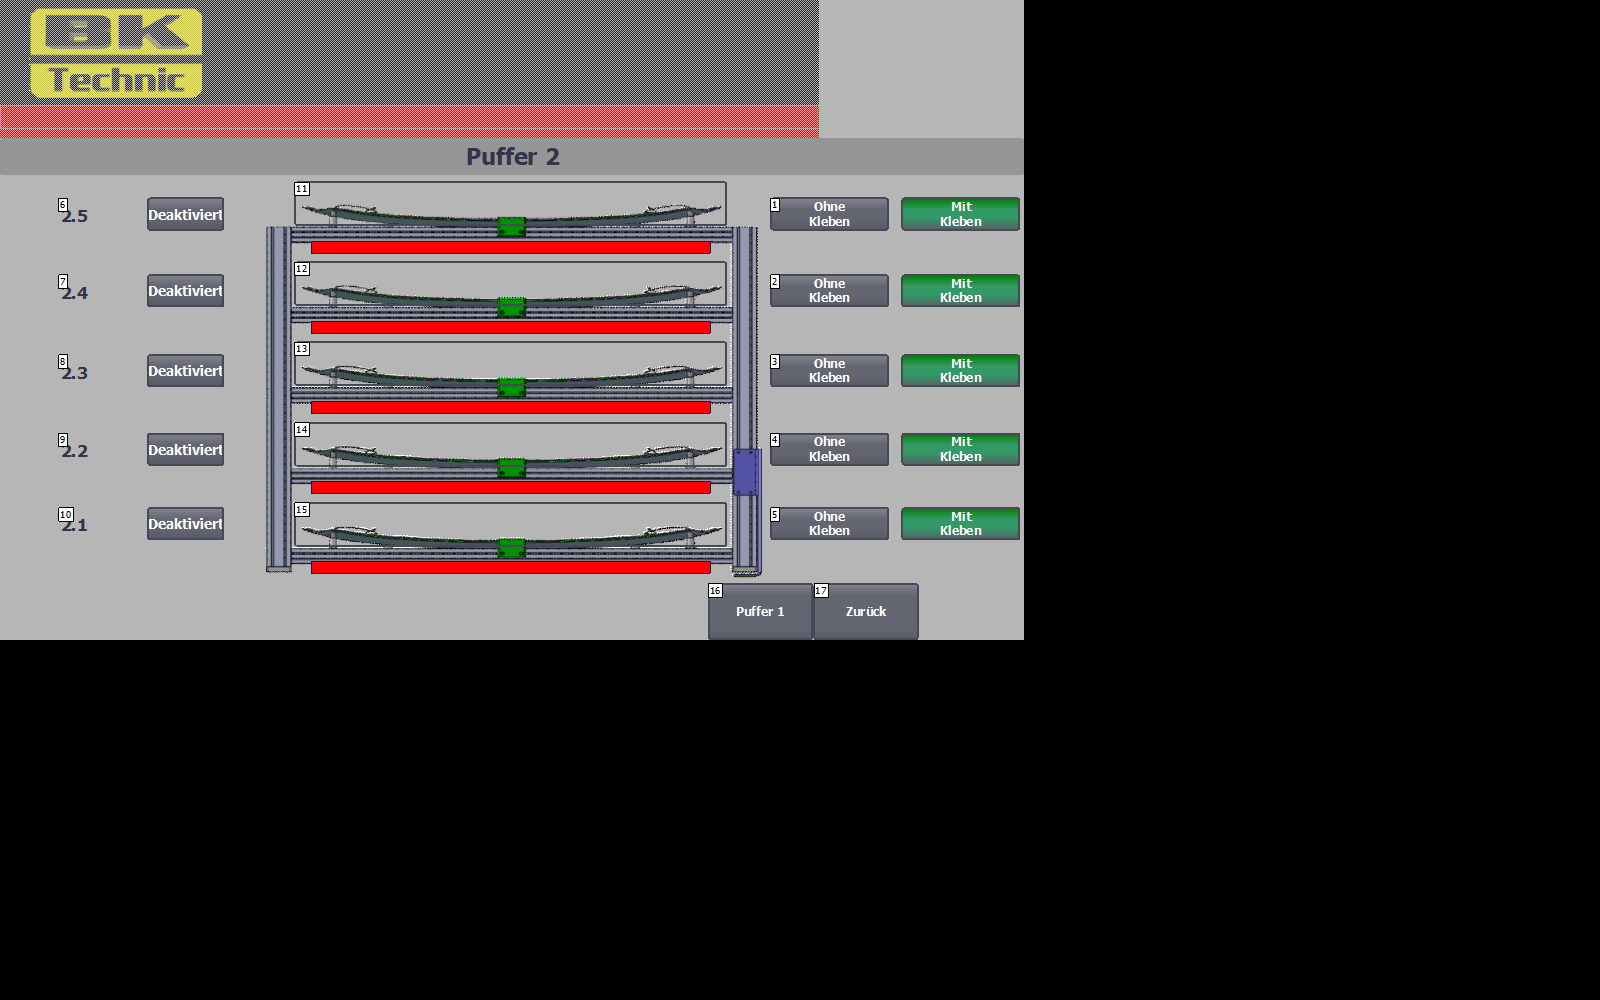 BK
Technic
Puffer 2
6
2.5
Deaktiviert
11
1
Ohne
Kleben
Mit
Kleben
7
2.4
Deaktiviert
12
2
Ohne
Kleben
Mit
Kleben
8
2.3
Deaktiviert
13
3
Ohne
Kleben
Mit
Kleben
9
2.2
Deaktiviert
14
4
Ohne
Kleben
Mit
Kleben
10
2.1
Deaktiviert
15
5
Ohne
Kleben
Mit
Kleben
16
Puffer 1
17
Zurück